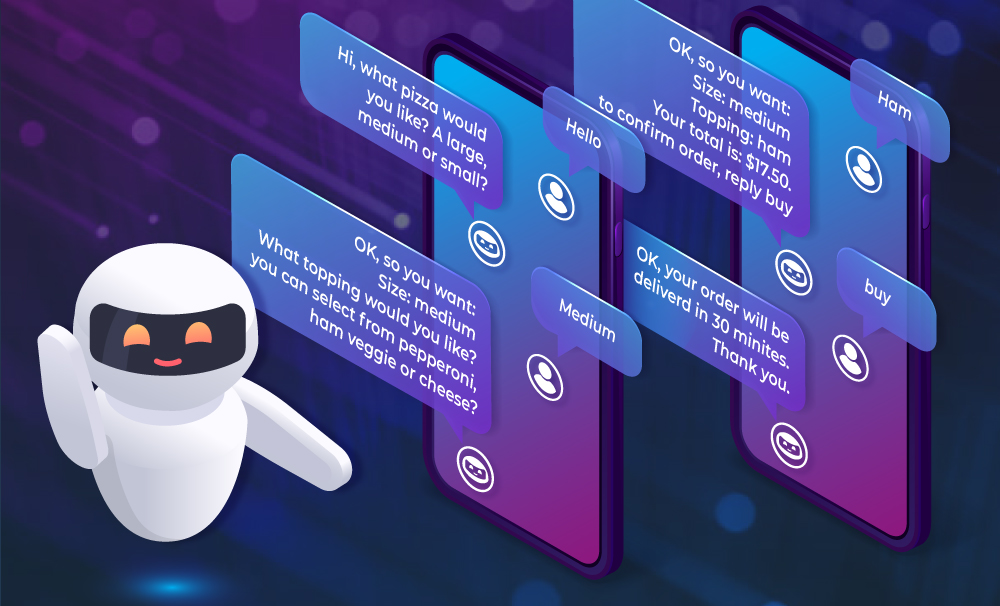 Hello
Hi, what pizza would
you like? A large,
medium or small?
Medium
OK, so you want:
Size: medium
What topping would you like?
you can select from pepperoni,
ham veggie or cheese?
Ham
OK, so you want:
Size: medium
Topping: ham
Your total is: $17.50.
to confirm order, reply buy
buy
OK, your order will be
deliverd in 30 minites.
Thank you.